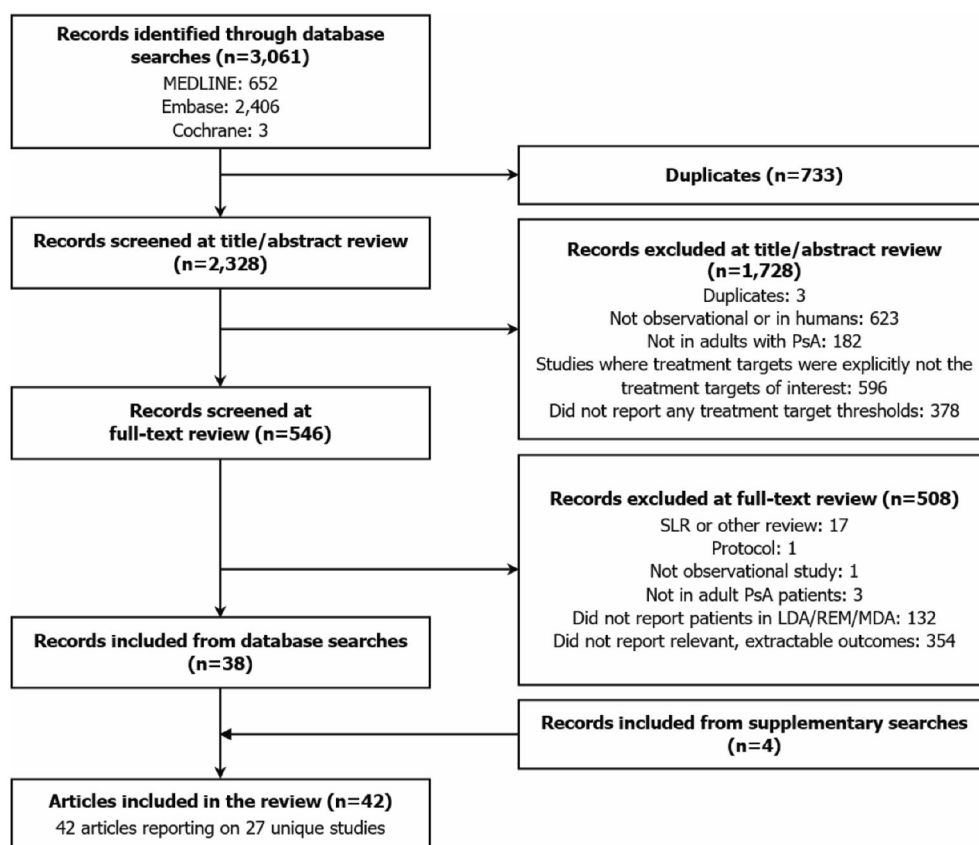 Records identified through database
searches (n=3,061)
MEDLINE: 652
Embase: 2,406
Cochrane: 3
Duplicates (n=733)
Records screened at title/abstract review
(n=2,328)
Records excluded at title/abstract review
(n=1,728)
Duplicates: 3
Not observational or in humans: 623
Not in adults with PsA: 182
Studies where treatment targets were explicitly not the
treatment targets of interest: 596
Did not report any treatment target thresholds: 378
Records screened at
full-text review (n=546)
Records excluded at full-text review (n=508)
SLR or other review: 17
Protocol: 1
Not observational study: 1
Not in adult PsA patients: 3
Did not report patients in LDA/REM/MDA: 132
Did not report relevant, extractable outcomes: 354
Records included from database searches
(n=38)
Records included from supplementary searches
(n=4)
Articles included in the review (n=42)
42 articles reporting on 27 unique studies